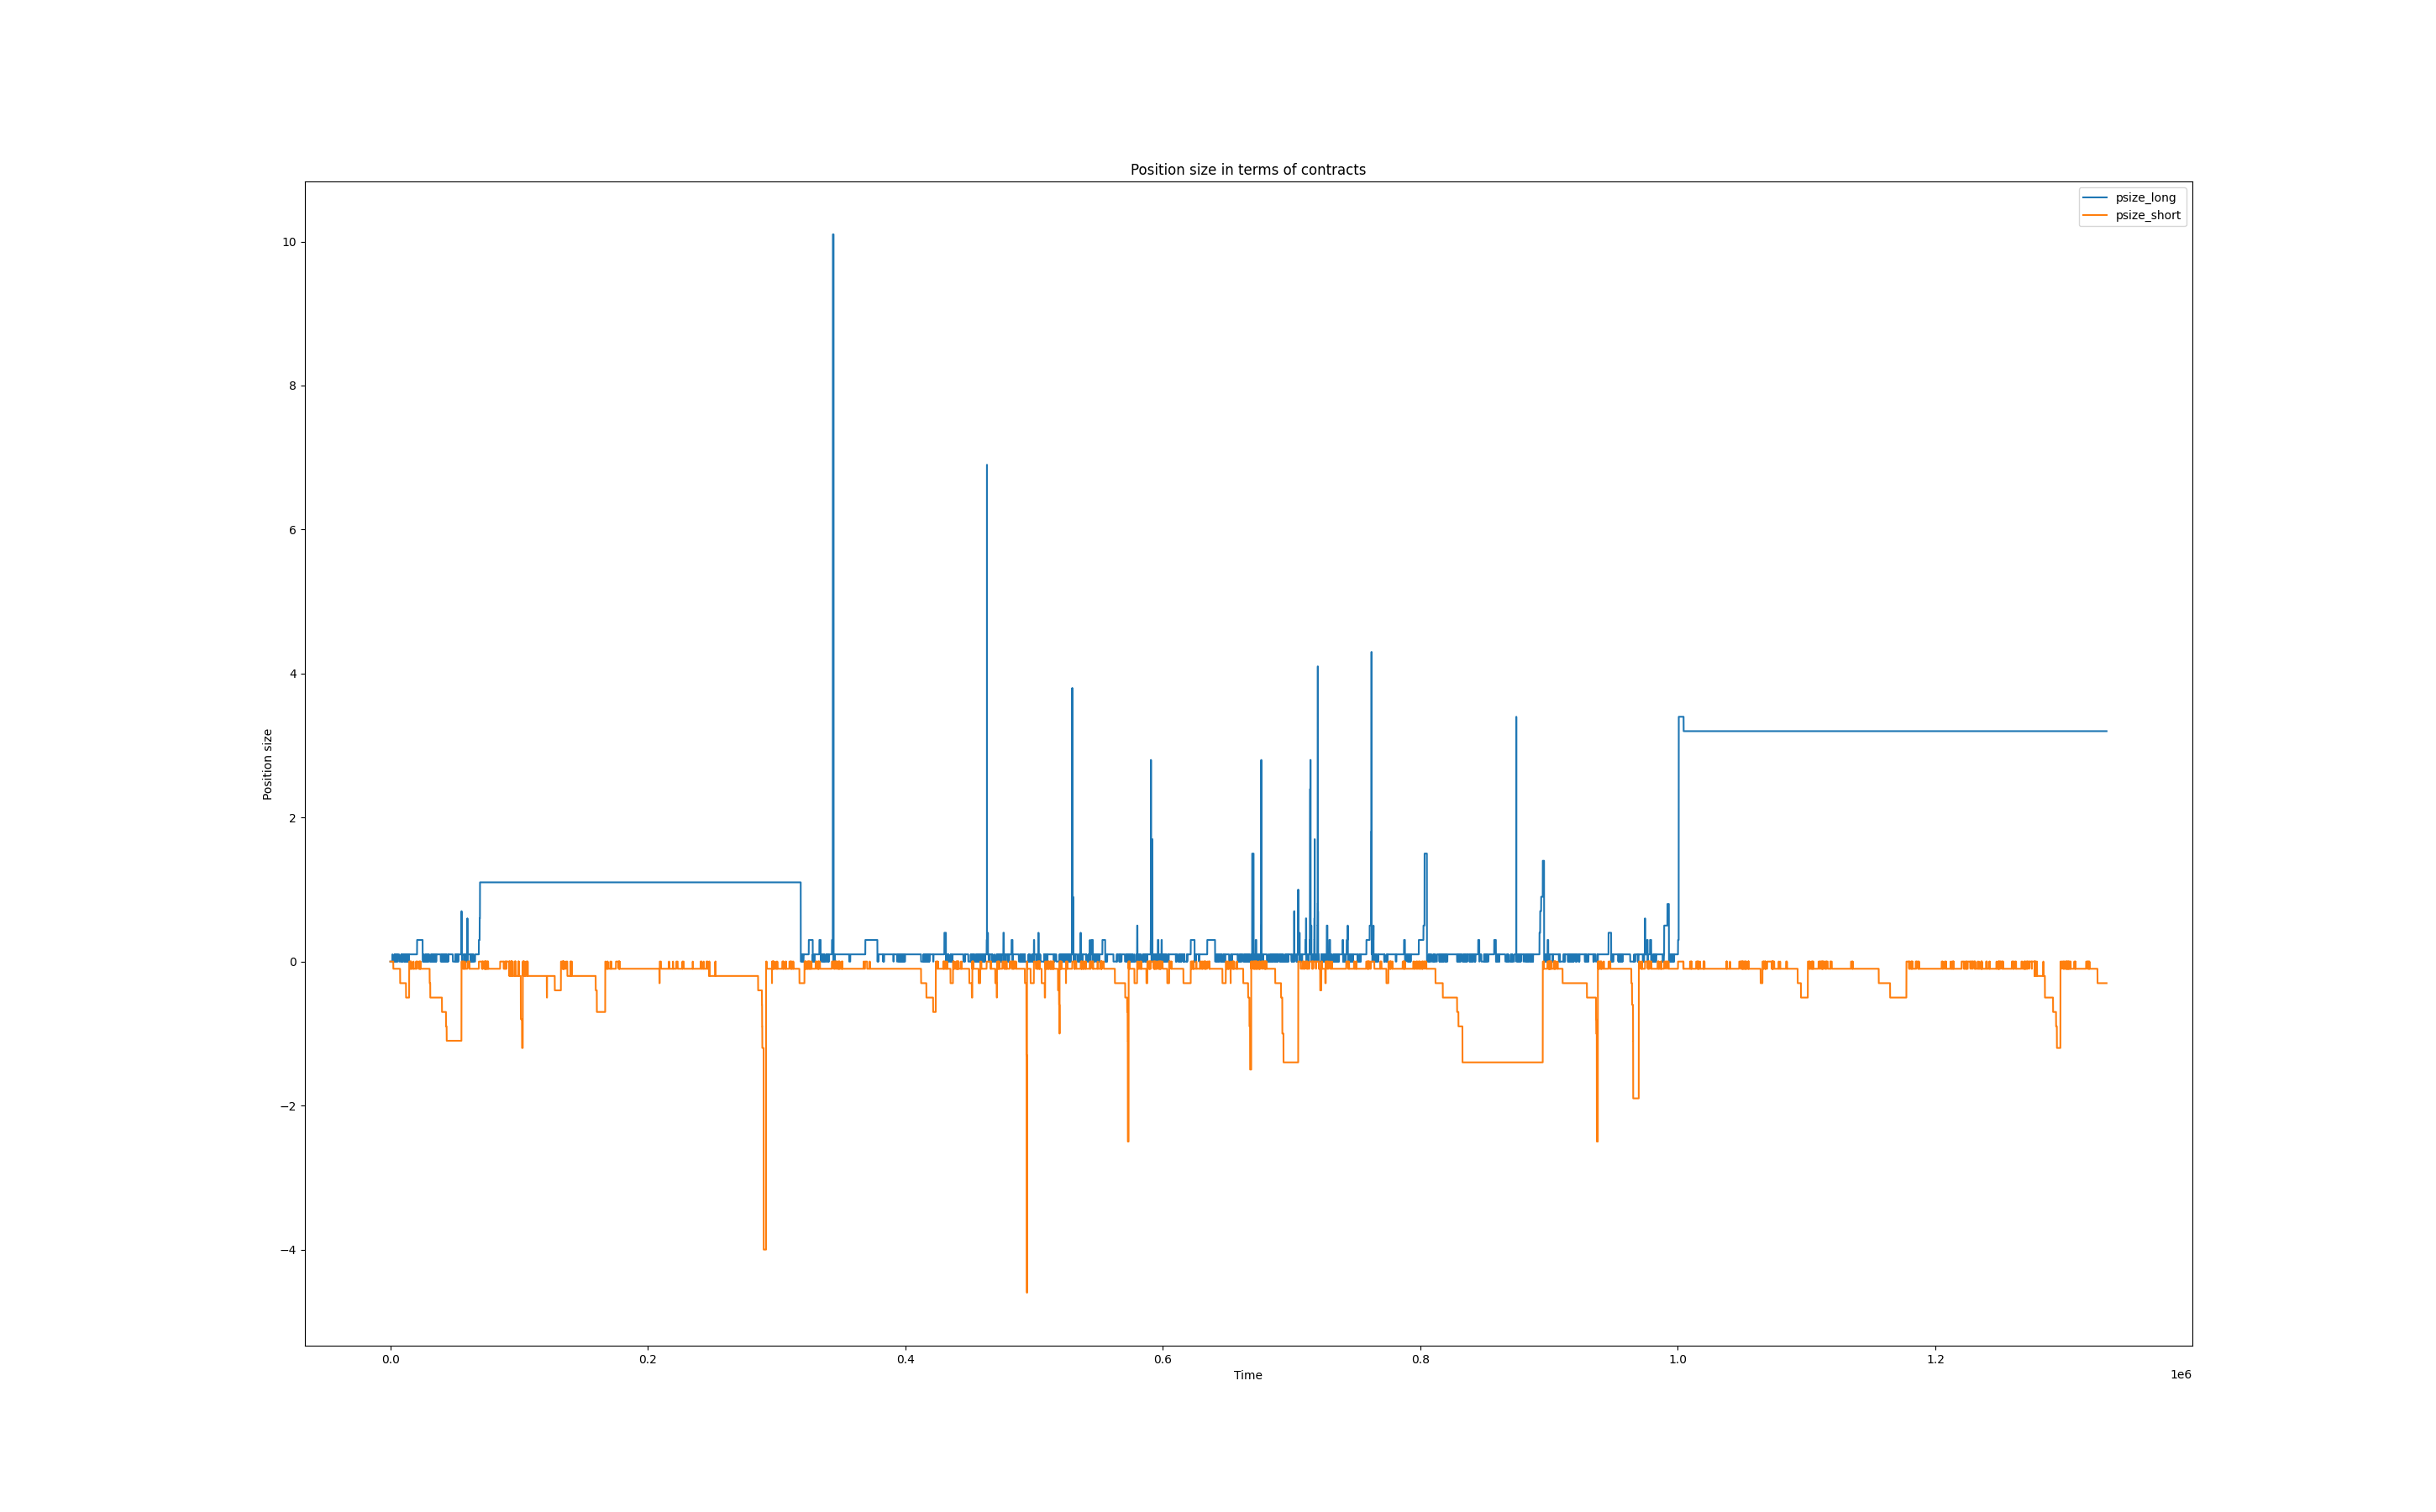 Position size in terms of contracts
psize_long
psize_short
10
8
6
4
2
0
−2
−4
Position size
0.0 0.2 0.4 0.6 0.8 1.0 1.2
1e6
Time